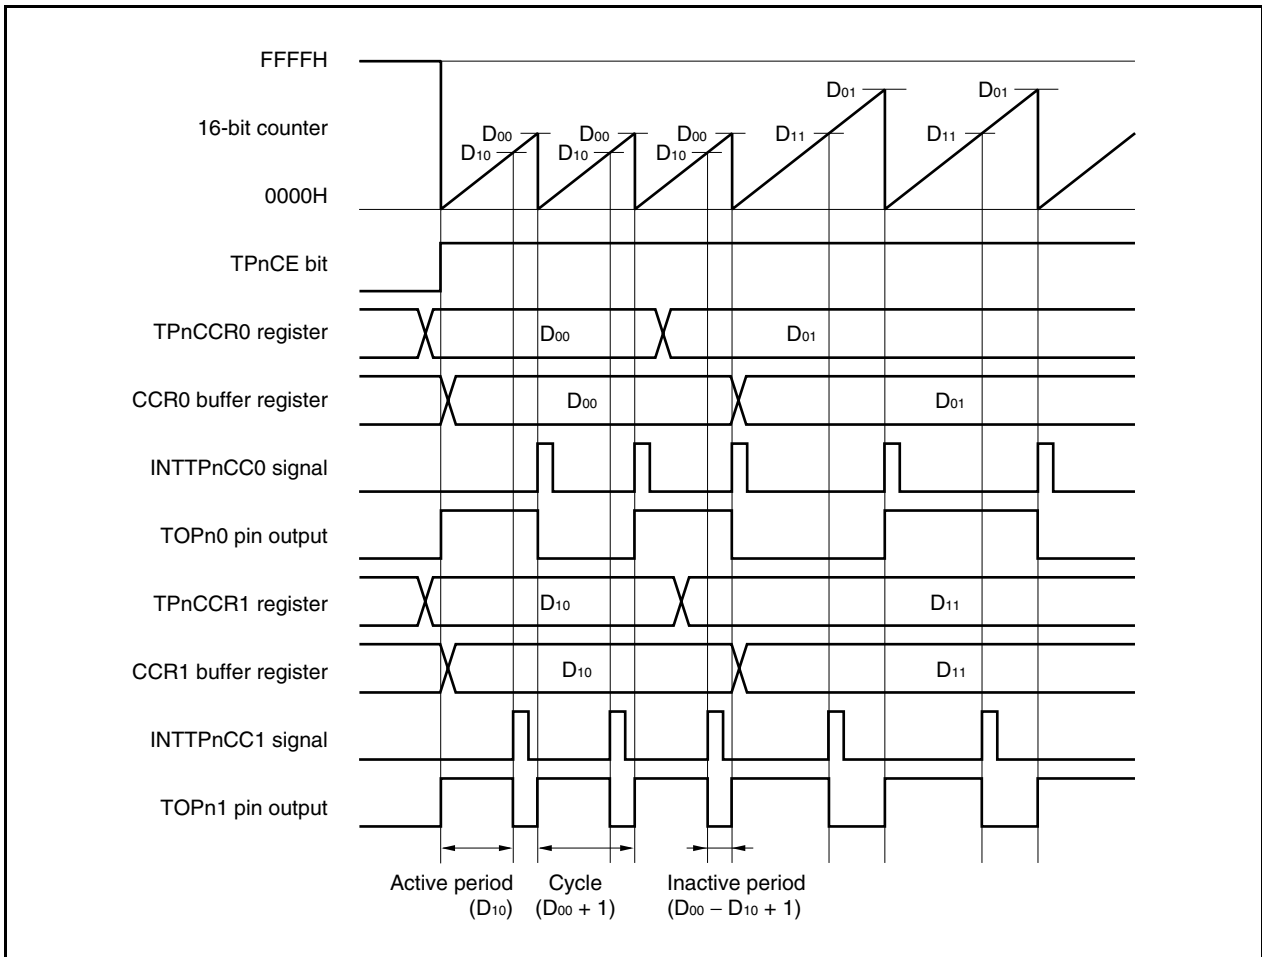 FFFFH
D01 D01
16-bit counter D00 D00 D00 D11 D11
D10 D10 D10
0000H
TPnCE bit
TPnCCR0 register D00 D01
CCR0 buffer register D00 D01
INTTPnCC0 signal
TOPn0 pin output
TPnCCR1 register D10 D11
CCR1 buffer register D10 D11
INTTPnCC1 signal
TOPn1 pin output
Active period Cycle Inactive period
(D10) (D00 + 1) (D00 − D10 + 1)